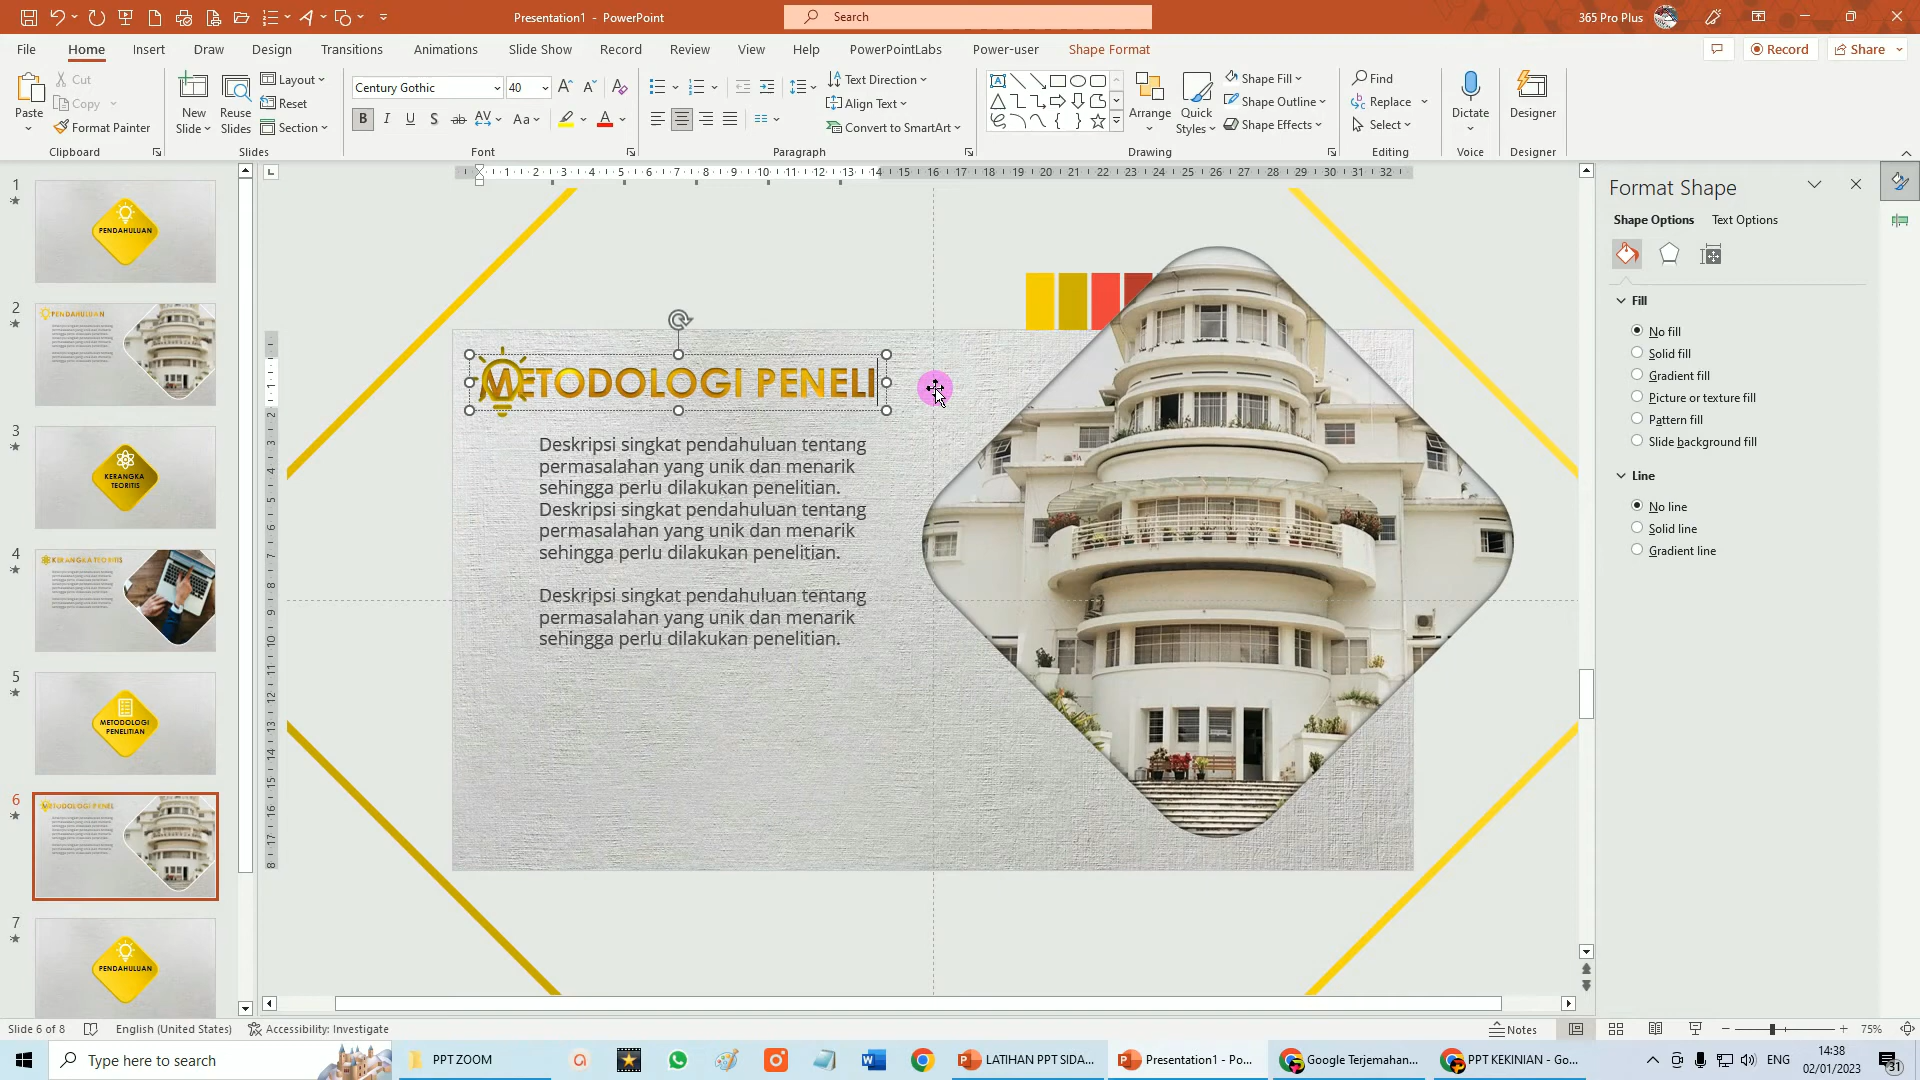 Presentation1 - PowerPoint
Search
365 Pro Plus
File Home Insert Draw Design Transitions Animations Slide Show Record Review View Help PowerPointLabs Power-user Shape Format
Record
Share
Paste
Cut
Copy
Format Painter
Clipboard
New Slide
Reuse Slides
Layout
Reset
Section
Slides
Century Gothic
40
Font
Text Direction
Align Text
Convert to SmartArt
Paragraph
Arrange
Quick Styles
Shape Fill
Shape Outline
Shape Effects
Drawing
Find
Replace
Select
Editing
Dictate
Voice
Designer
Designer
1
PENDAHULUAN
2
PENDAHULUAN
3
KERANGKA
TEORITIS
4
KERANGKA TEORITIS
5
METODOLOGI
PENELITIAN
6
METODOLOGI PENEL
7
PENDAHULUAN
METODOLOGI PENELI
Deskripsi singkat pendahuluan tentang
permasalahan yang unik dan menarik
sehingga perlu dilakukan penelitian.
Deskripsi singkat pendahuluan tentang
permasalahan yang unik dan menarik
sehingga perlu dilakukan penelitian.
Deskripsi singkat pendahuluan tentang
permasalahan yang unik dan menarik
sehingga perlu dilakukan penelitian.
Format Shape
Shape Options Text Options
Fill
No fill
Solid fill
Gradient fill
Picture or texture fill
Pattern fill
Slide background fill
Line
No line
Solid line
Gradient line
Slide 6 of 8 English (United States) Accessibility: Investigate
Notes
75%
Type here to search
PPT ZOOM
LATIHAN PPT SIDA...
Presentation1 - Po...
Google Terjemahan...
PPT KEKINIAN - Go...
ENG
14:38
02/01/2023
31